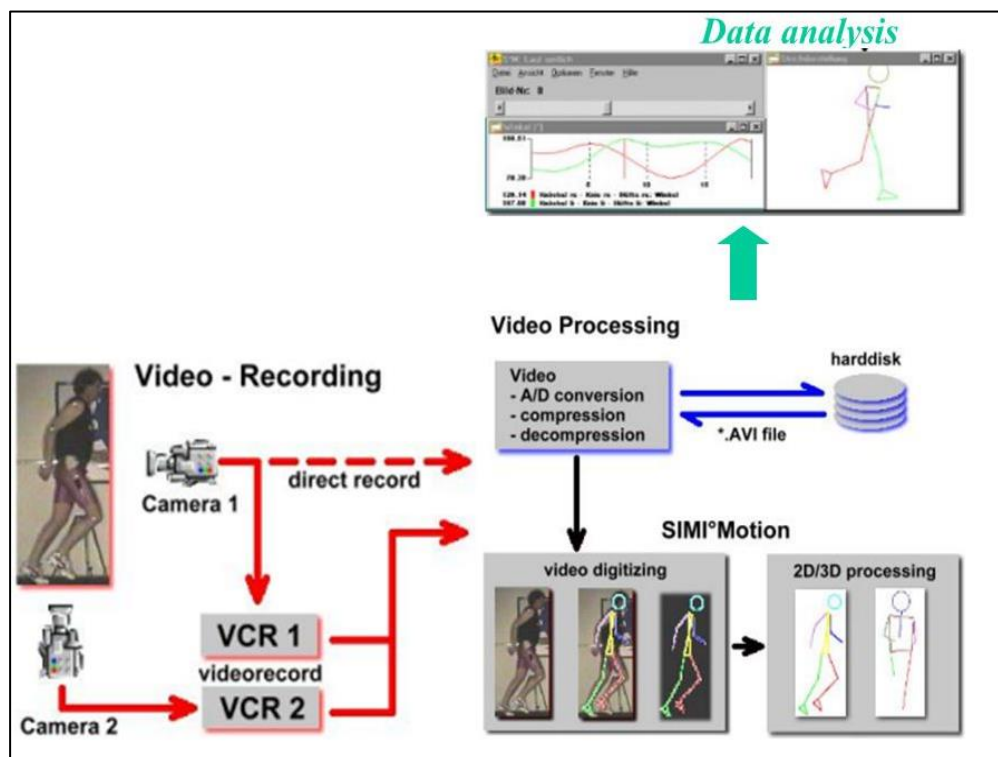 Data analysis
Datei Ansicht Optionen Fenster Hilfe
Bild-Nr: 8
Video Processing
harddisk
Video
- A/D conversion
- compression
- decompression
*.AVI file
Video - Recording
direct record
Camera 1
SIMI°Motion
video digitizing
2D/3D processing
VCR 1
videorecord
VCR 2
Camera 2